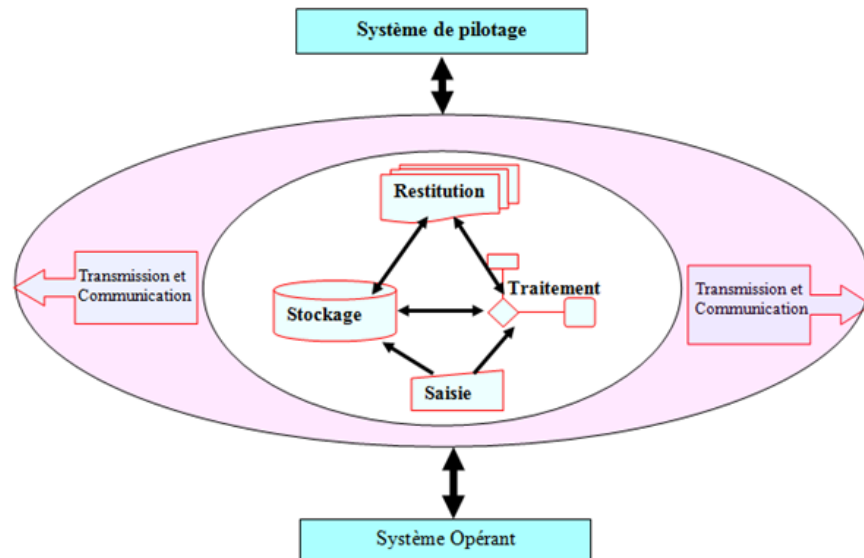 Système de pilotage
Restitution
Transmission et
Communication
Traitement
Transmission et
Communication
Stockage
Saisie
Système Opérant